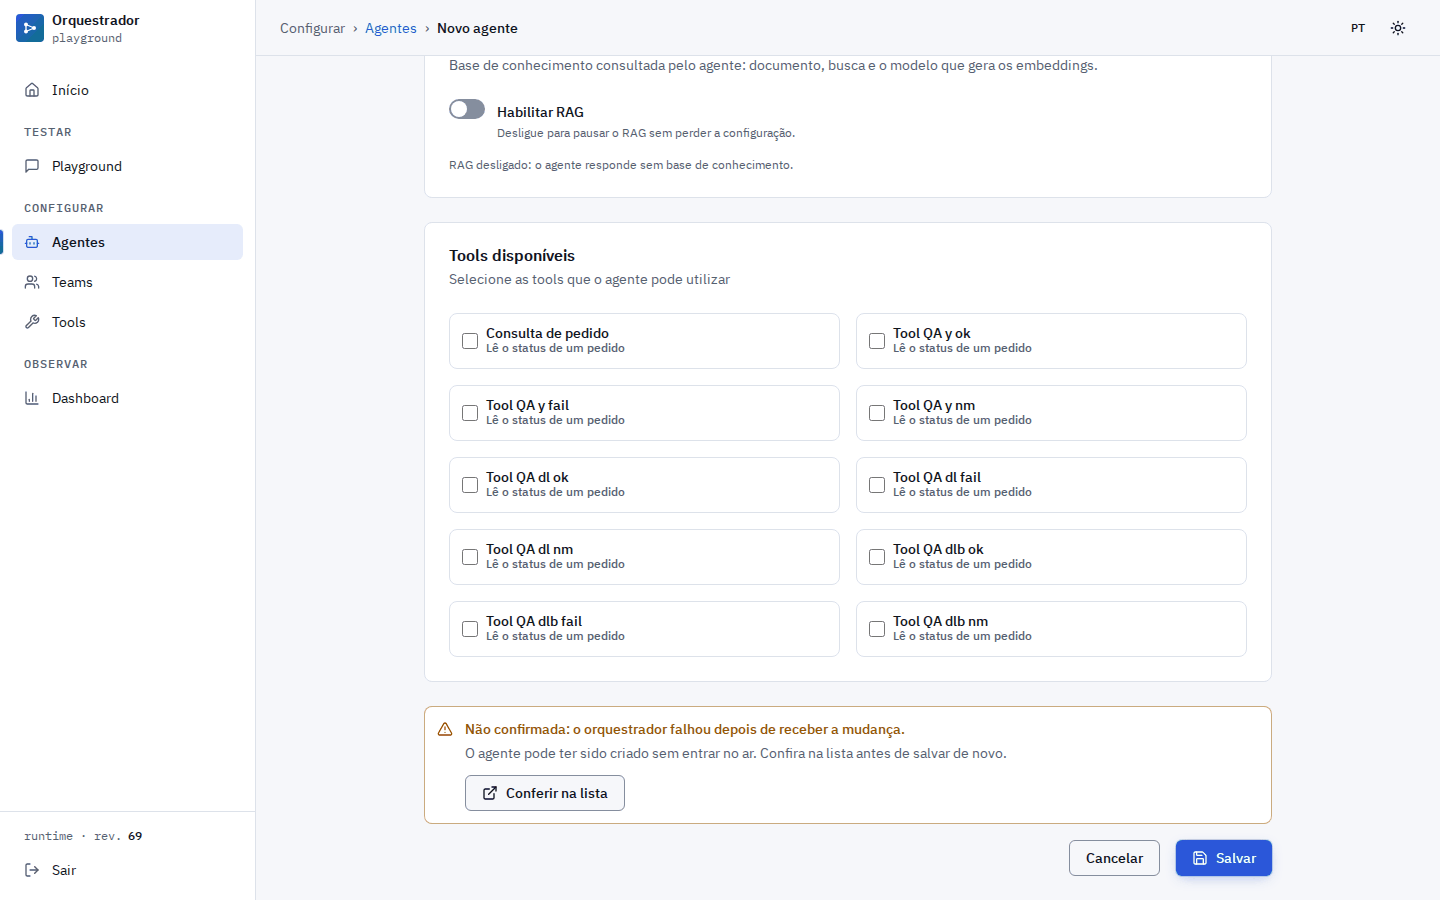 Orquestrador
playground
Início
TESTAR
Playground
CONFIGURAR
Agentes
Teams
Tools
OBSERVAR
Dashboard
runtime · rev. 69
Sair
Configurar › Agentes › Novo agente
PT
Base de conhecimento consultada pelo agente: documento, busca e o modelo que gera os embeddings.
Habilitar RAG
Desligue para pausar o RAG sem perder a configuração.
RAG desligado: o agente responde sem base de conhecimento.
Tools disponíveis
Selecione as tools que o agente pode utilizar
Consulta de pedido
Lê o status de um pedido
Tool QA y ok
Lê o status de um pedido
Tool QA y fail
Lê o status de um pedido
Tool QA y nm
Lê o status de um pedido
Tool QA dl ok
Lê o status de um pedido
Tool QA dl fail
Lê o status de um pedido
Tool QA dl nm
Lê o status de um pedido
Tool QA dlb ok
Lê o status de um pedido
Tool QA dlb fail
Lê o status de um pedido
Tool QA dlb nm
Lê o status de um pedido
Não confirmada: o orquestrador falhou depois de receber a mudança.
O agente pode ter sido criado sem entrar no ar. Confira na lista antes de salvar de novo.
Conferir na lista
Cancelar
Salvar